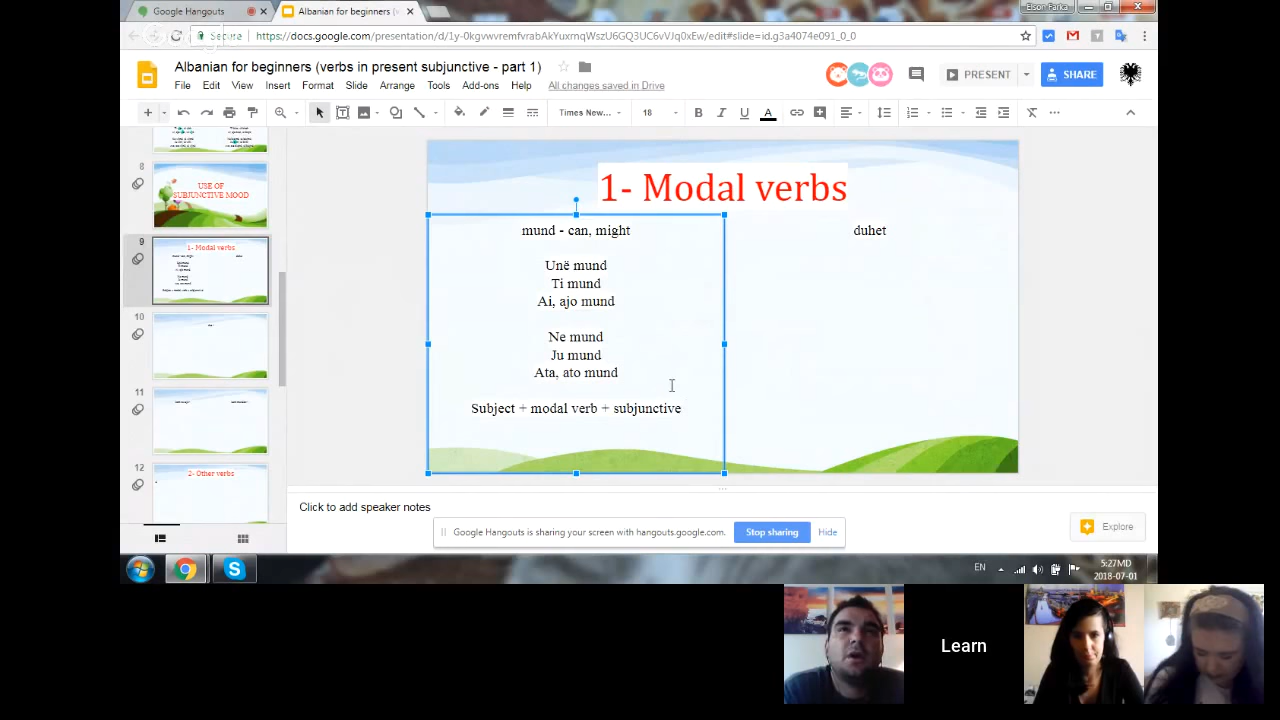 Google Hangouts
Albanian for beginners (v
Elson Farka
Secure
https://docs.google.com/presentation/d/1y-0kgvwvremfvrabAkYuxmqWszU6GQ3UC6vVJq0xEw/edit#slide=id.g3a4074e091_0_0
Albanian for beginners (verbs in present subjunctive - part 1)
PRESENT
SHARE
File Edit View Insert Format Slide Arrange Tools Add-ons Help All changes saved in Drive
Times New... 18
8
USE OF
SUBJUNCTIVE MOOD
9
1- Modal verbs
10
11
12
2- Other verbs
1- Modal verbs
mund - can, might
Unë mund
Ti mund
Ai, ajo mund
Ne mund
Ju mund
Ata, ato mund
Subject + modal verb + subjunctive
duhet
Click to add speaker notes
Google Hangouts is sharing your screen with hangouts.google.com.
Stop sharing
Hide
Explore
EN
5:27MD
2018-07-01
Learn